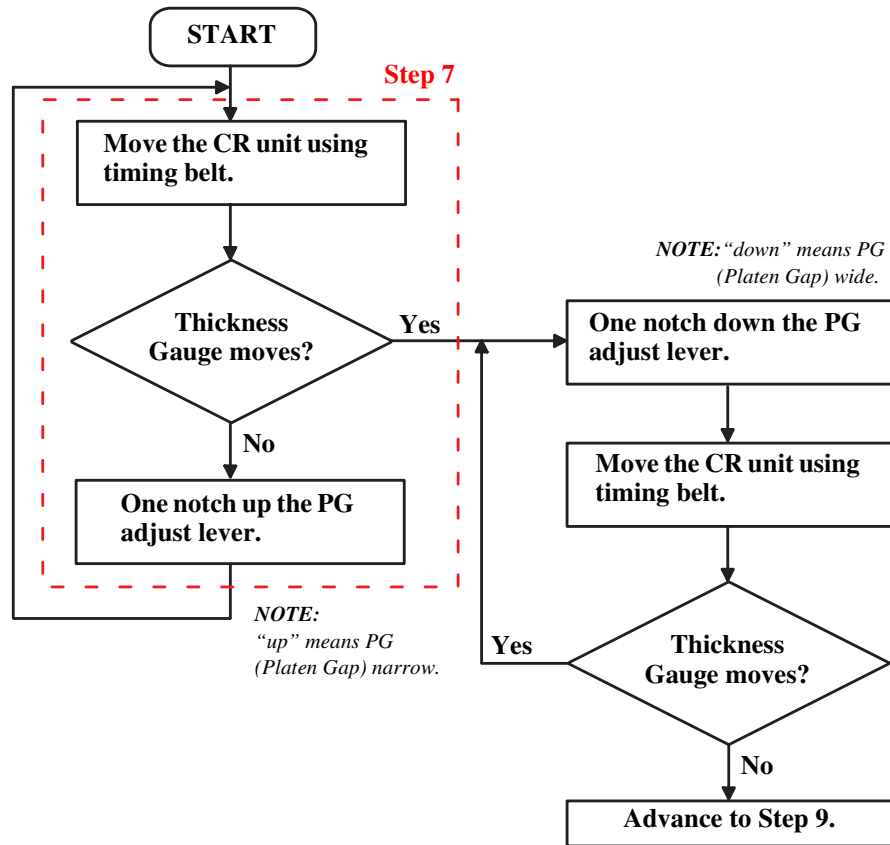 START
Step 7
Move the CR unit using
timing belt.
Thickness
Gauge moves?
Yes
No
One notch up the PG
adjust lever.
NOTE:
“up” means PG
(Platen Gap) narrow.
NOTE:“down” means PG
(Platen Gap) wide.
One notch down the PG
adjust lever.
Move the CR unit using
timing belt.
Thickness
Gauge moves?
Yes
No
Advance to Step 9.